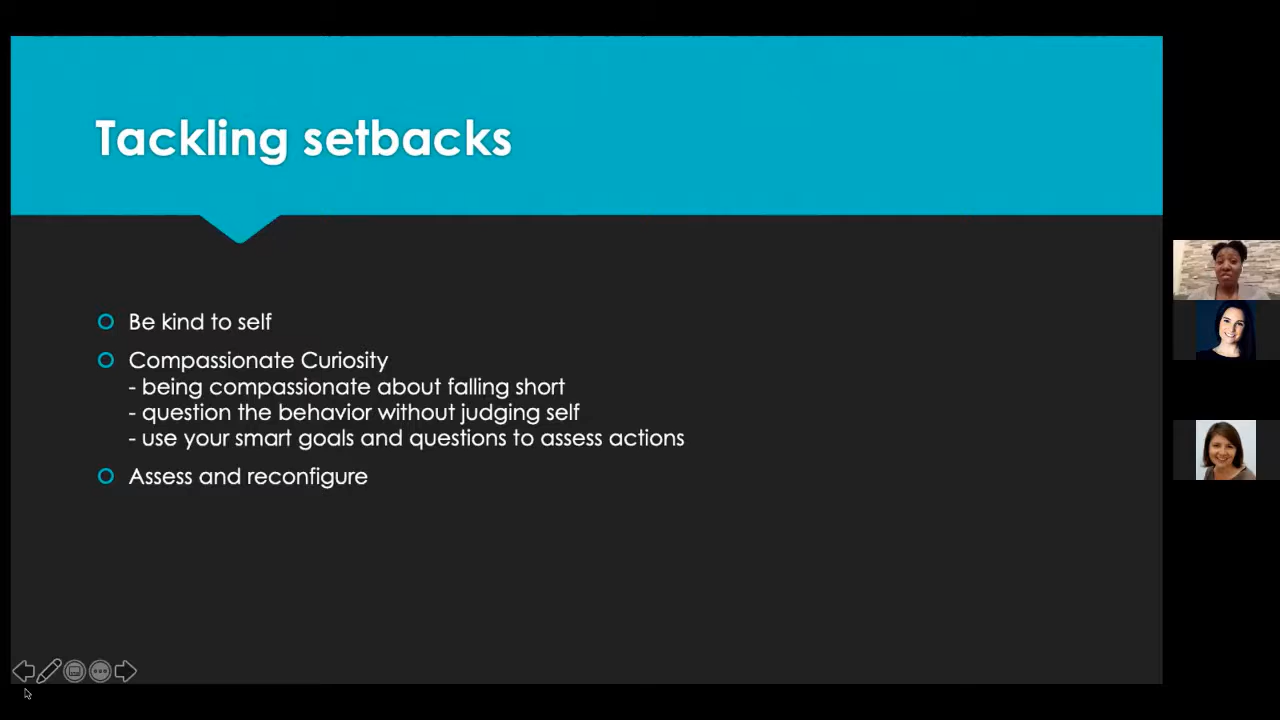 Tackling setbacks
Be kind to self
Compassionate Curiosity
- being compassionate about falling short
- question the behavior without judging self
- use your smart goals and questions to assess actions
Assess and reconfigure